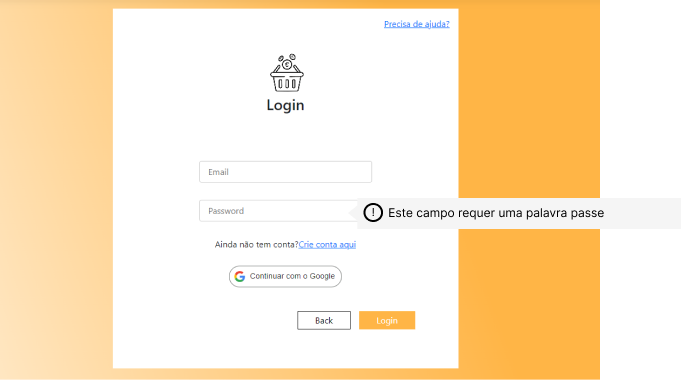 Precisa de ajuda?
Login
Email
Password
! Este campo requer uma palavra passe
Ainda não tem conta?Crie conta aqui
Continuar com o Google
Back
Login